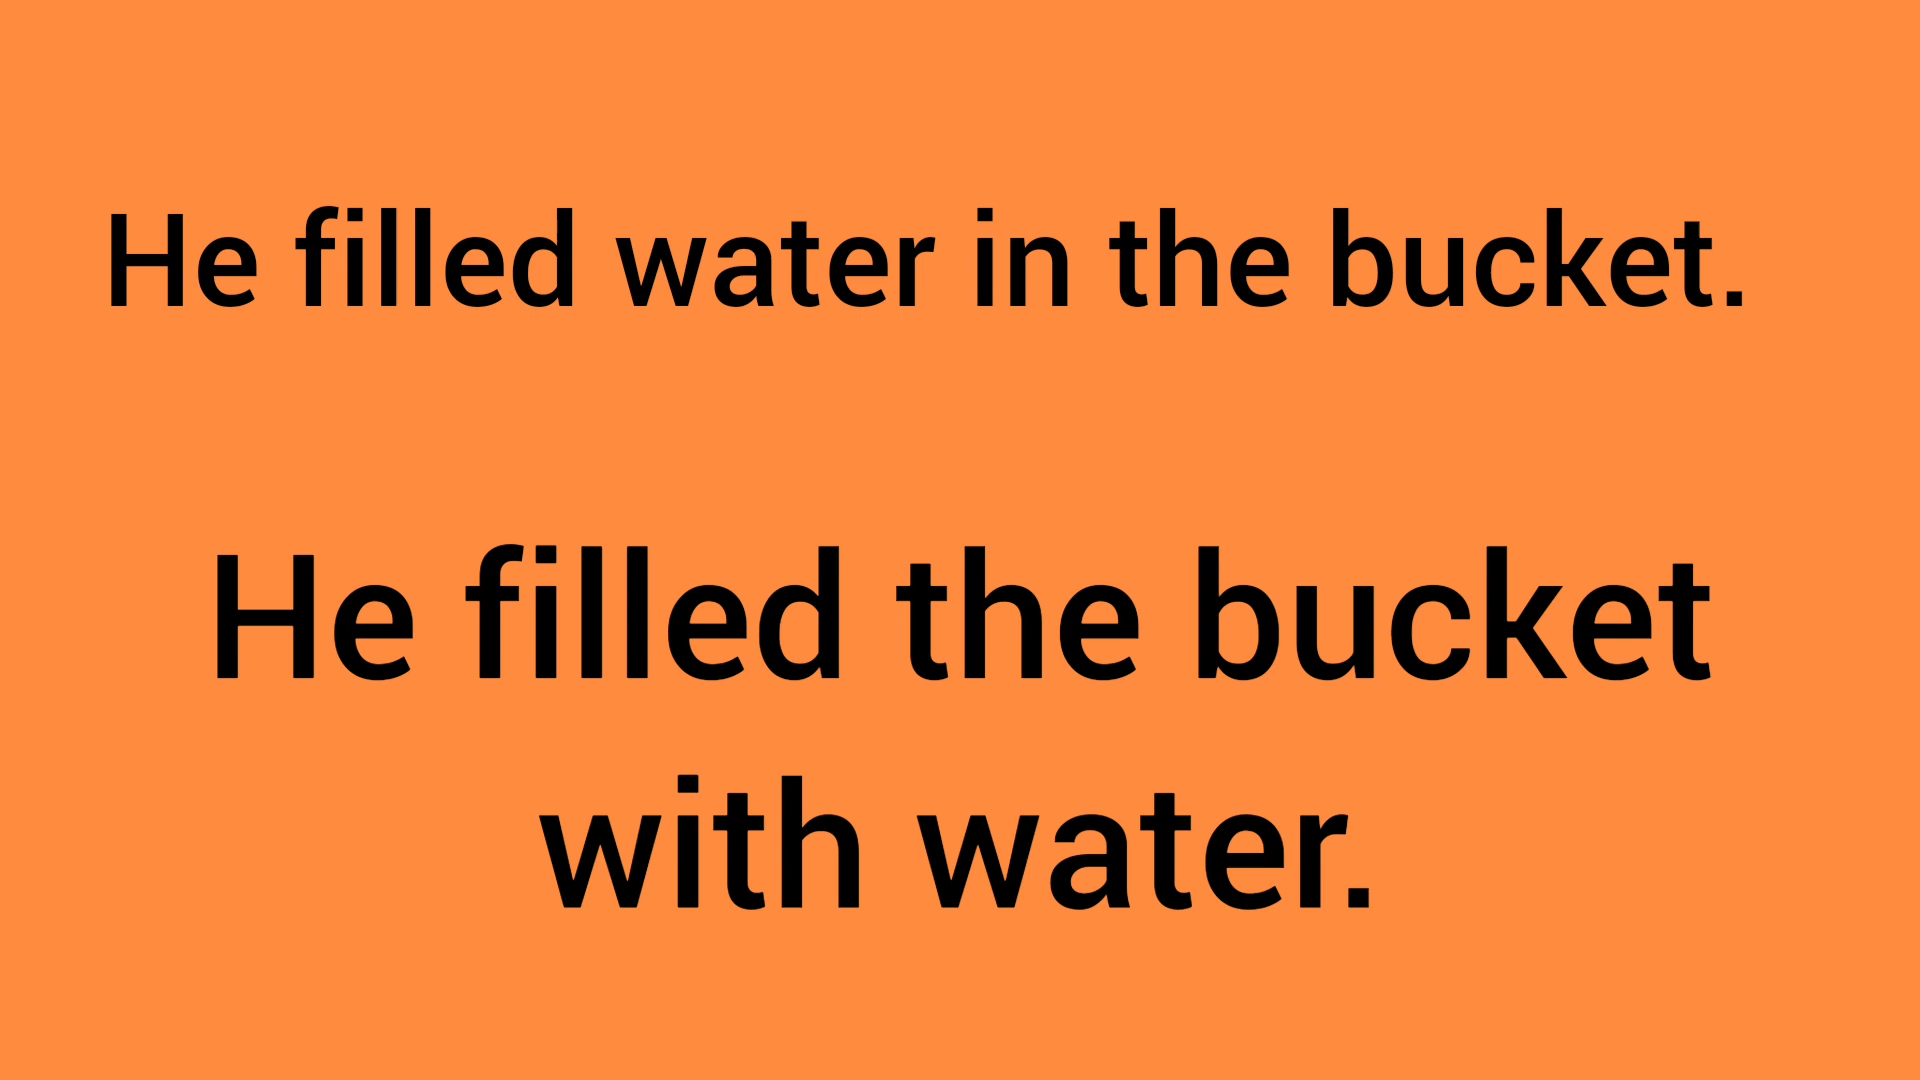 He filled water in the bucket.
He filled the bucket
with water.